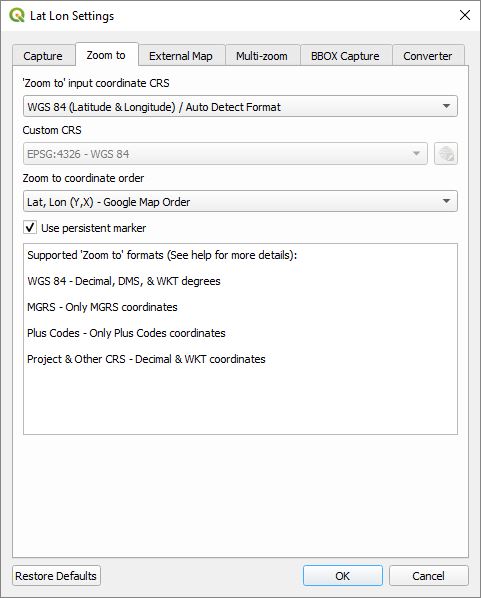 Lat Lon Settings
Capture
Zoom to
External Map
Multi-zoom
BBOX Capture
Converter
'Zoom to' input coordinate CRS
WGS 84 (Latitude & Longitude) / Auto Detect Format
Custom CRS
EPSG:4326 - WGS 84
Zoom to coordinate order
Lat, Lon (Y,X) - Google Map Order
Use persistent marker
Supported 'Zoom to' formats (See help for more details):
WGS 84 - Decimal, DMS, & WKT degrees
MGRS - Only MGRS coordinates
Plus Codes - Only Plus Codes coordinates
Project & Other CRS - Decimal & WKT coordinates
Restore Defaults
OK
Cancel